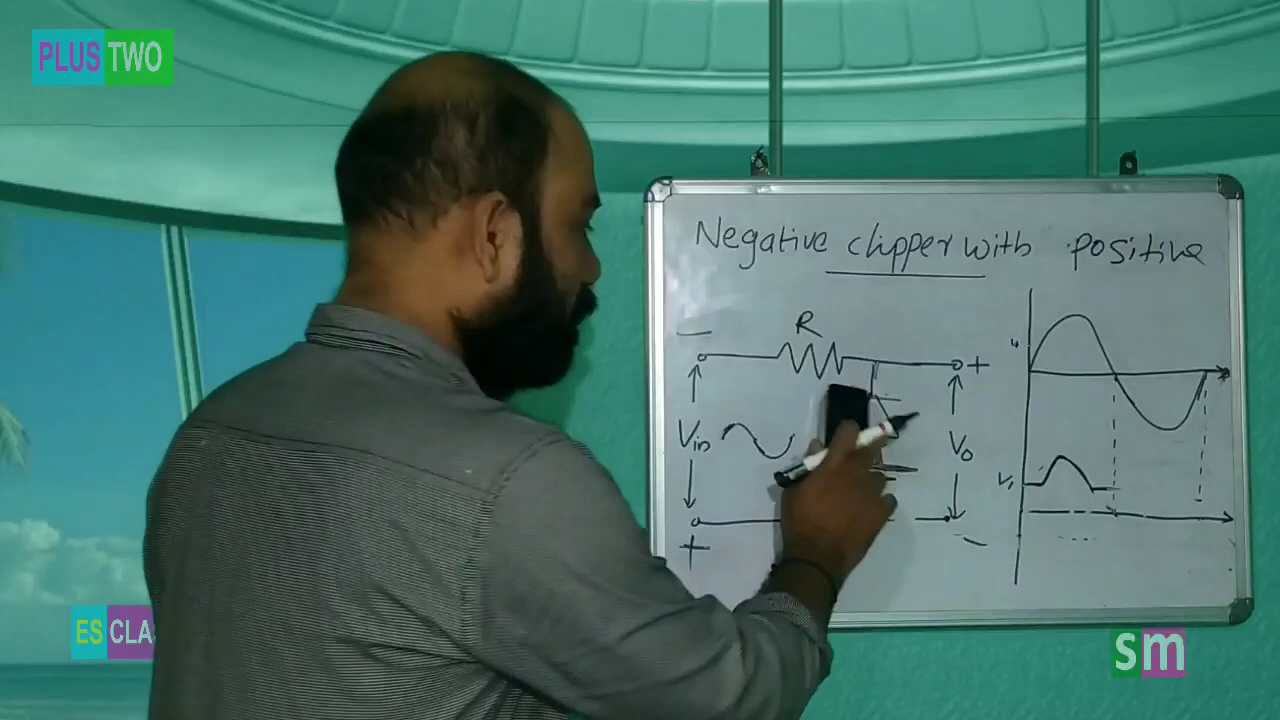 PLUS TWO
Negative clipper with positive
R
−
+
Vin
Vo
V1
+
−
ES CLA
sm